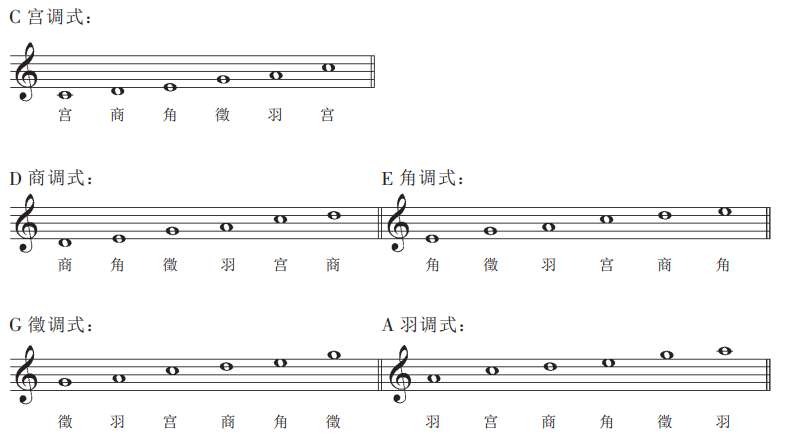 C 宫调式：
宫 商 角 徵 羽 宫
D 商调式： E 角调式：
商 角 徵 羽 宫 商 角 徵 羽 宫 商 角
G 徵调式： A 羽调式：
徵 羽 宫 商 角 徵 羽 宫 商 角 徵 羽